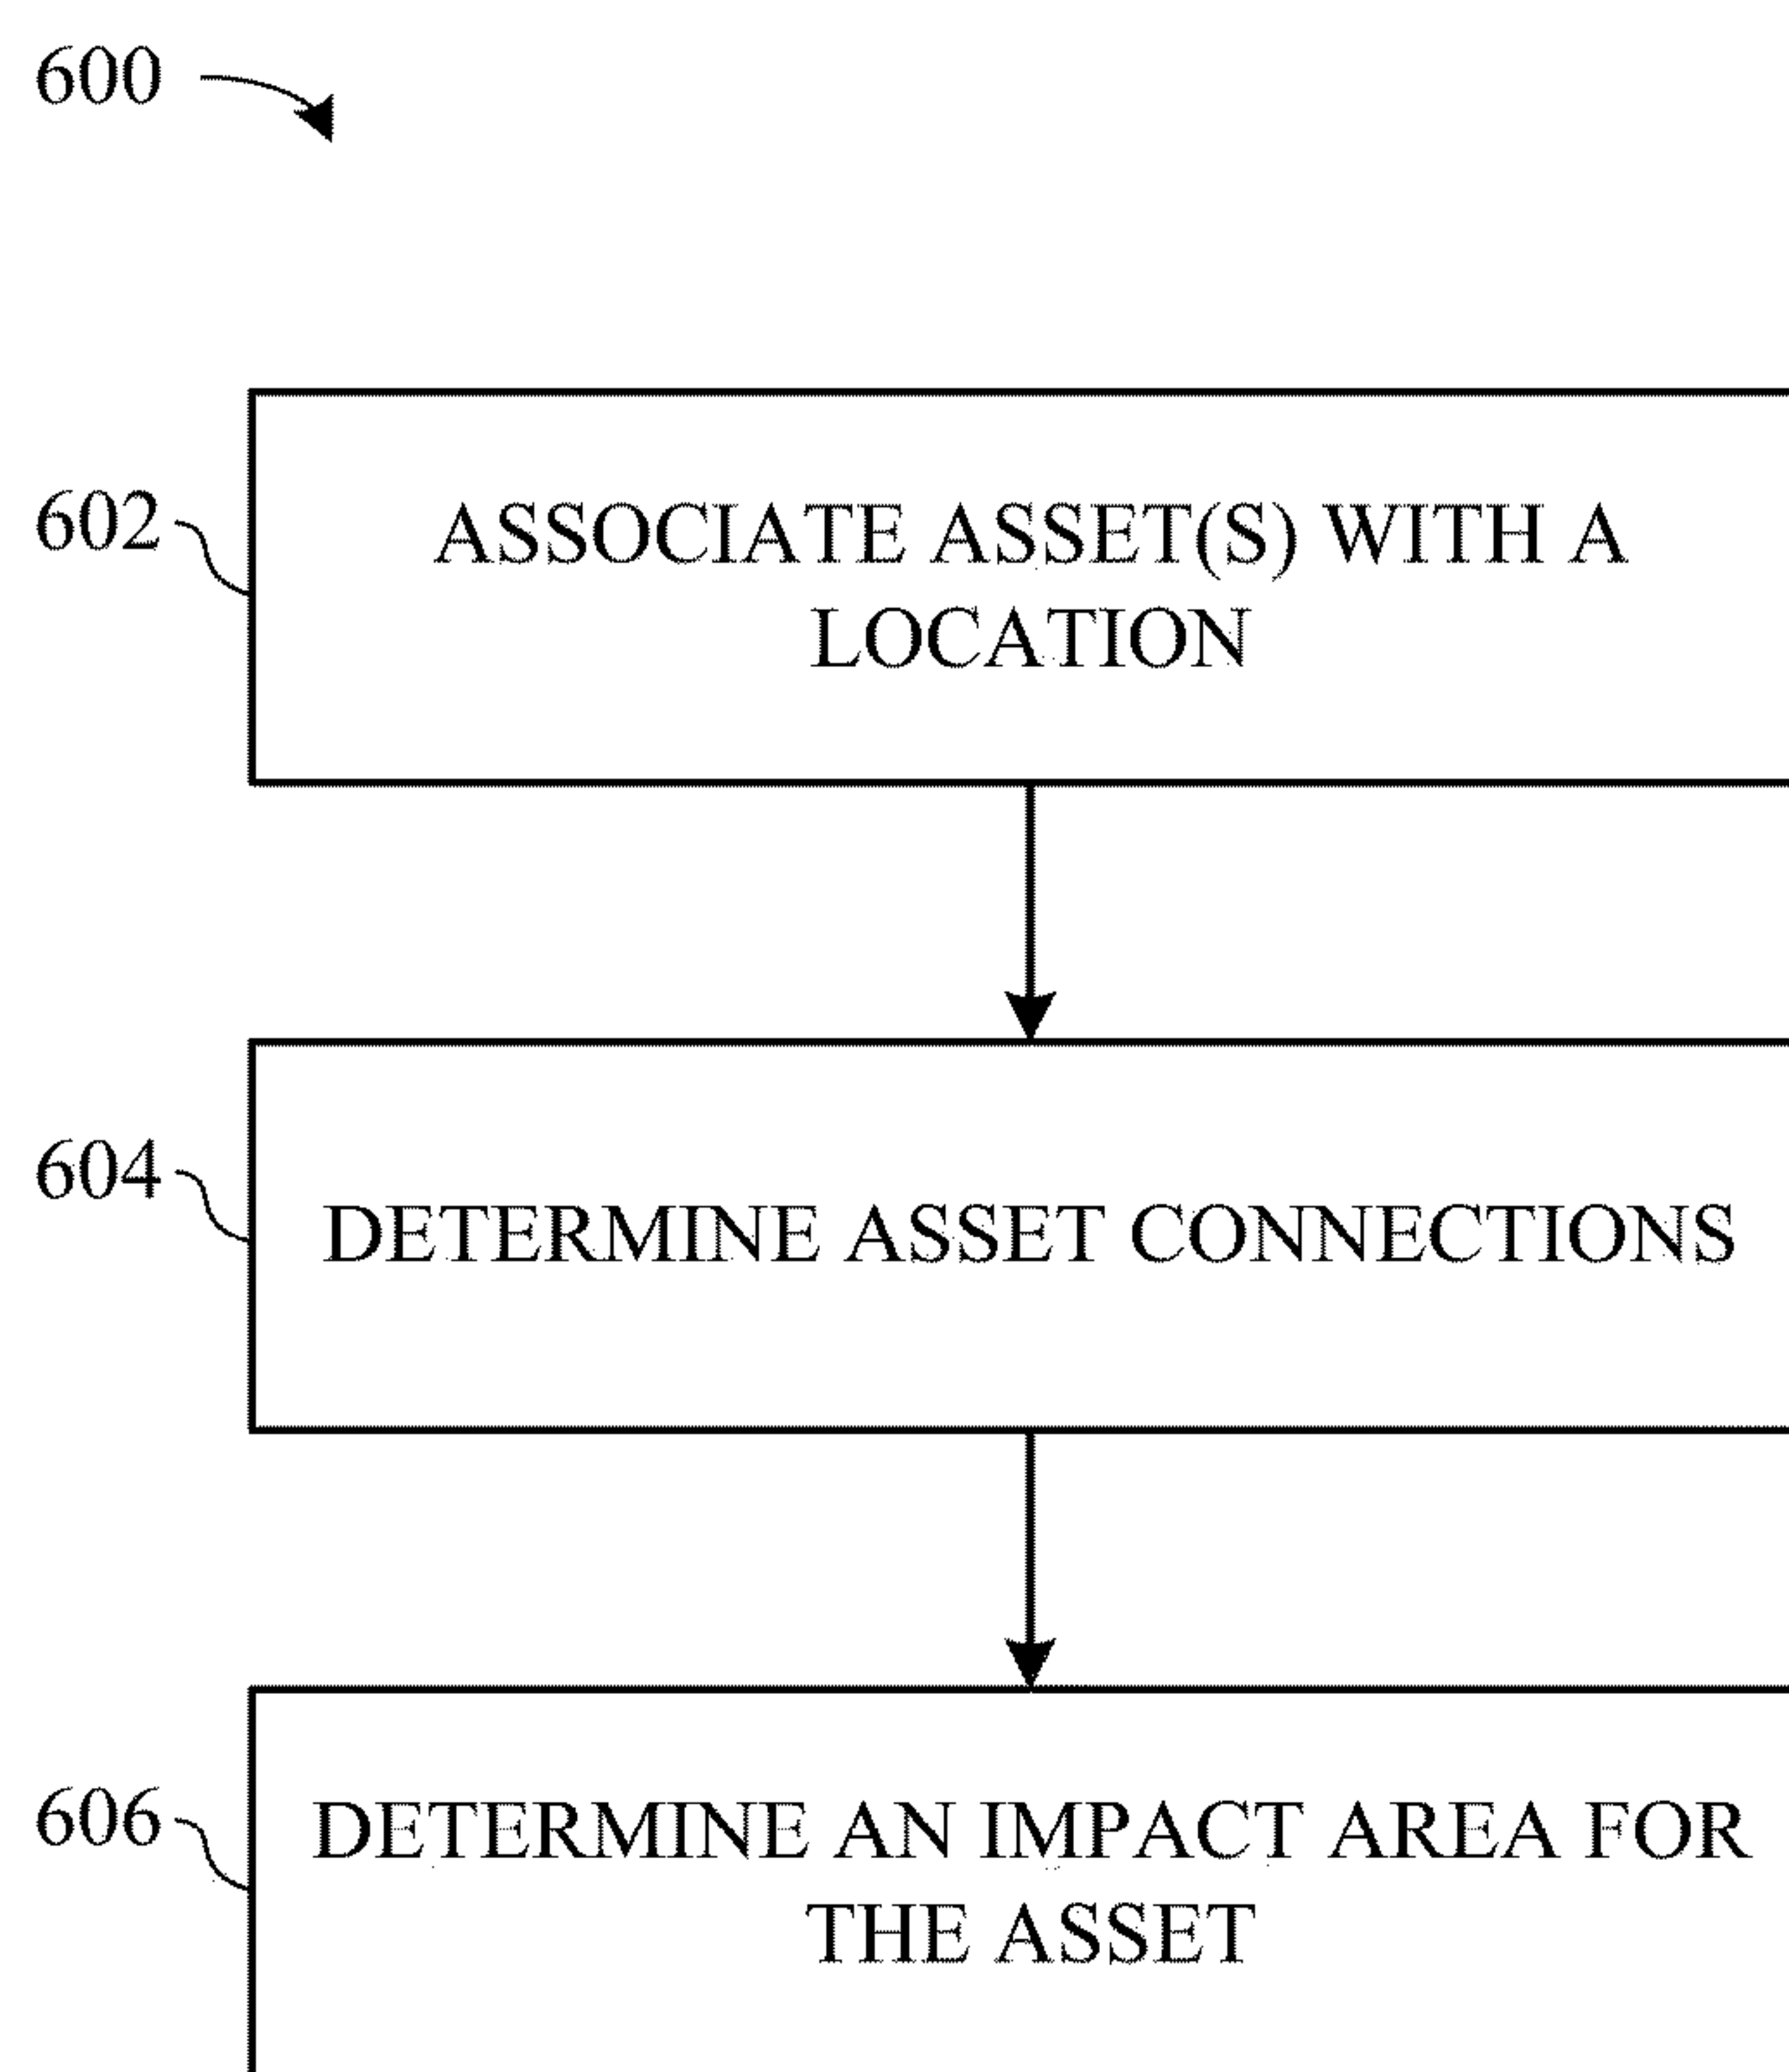 600
602
ASSOCIATE ASSET(S) WITH A
LOCATION
604
DETERMINE ASSET CONNECTIONS
606
DETERMINE AN IMPACT AREA FOR
THE ASSET